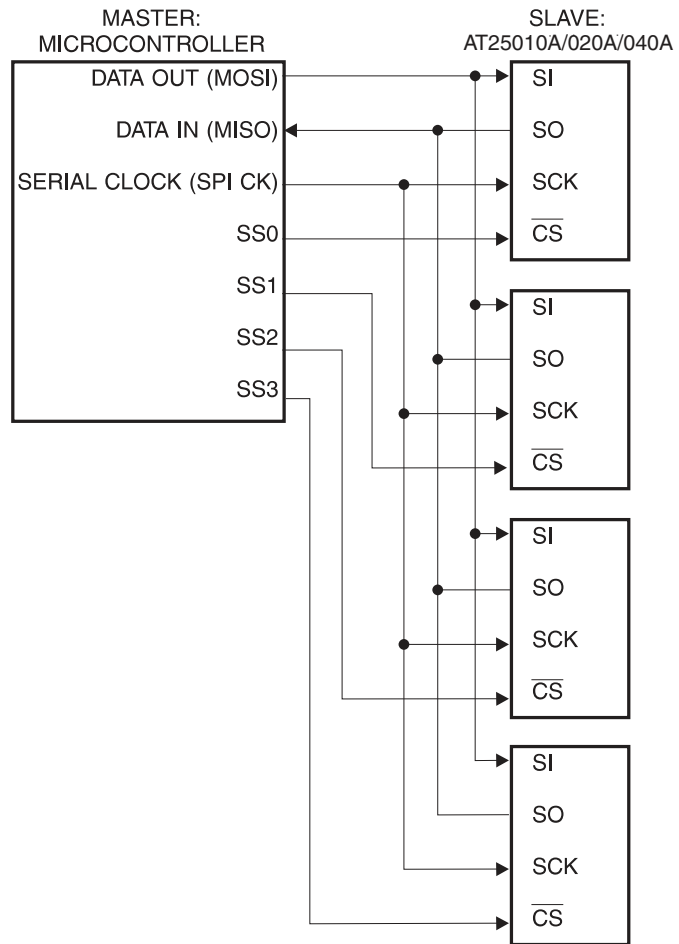 MASTER:
MICROCONTROLLER
SLAVE:
AT25010A/020A/040A
DATA OUT (MOSI)
DATA IN (MISO)
SERIAL CLOCK (SPI CK)
SS0
SS1
SS2
SS3
SI
SO
SCK
CS
SI
SO
SCK
CS
SI
SO
SCK
CS
SI
SO
SCK
CS